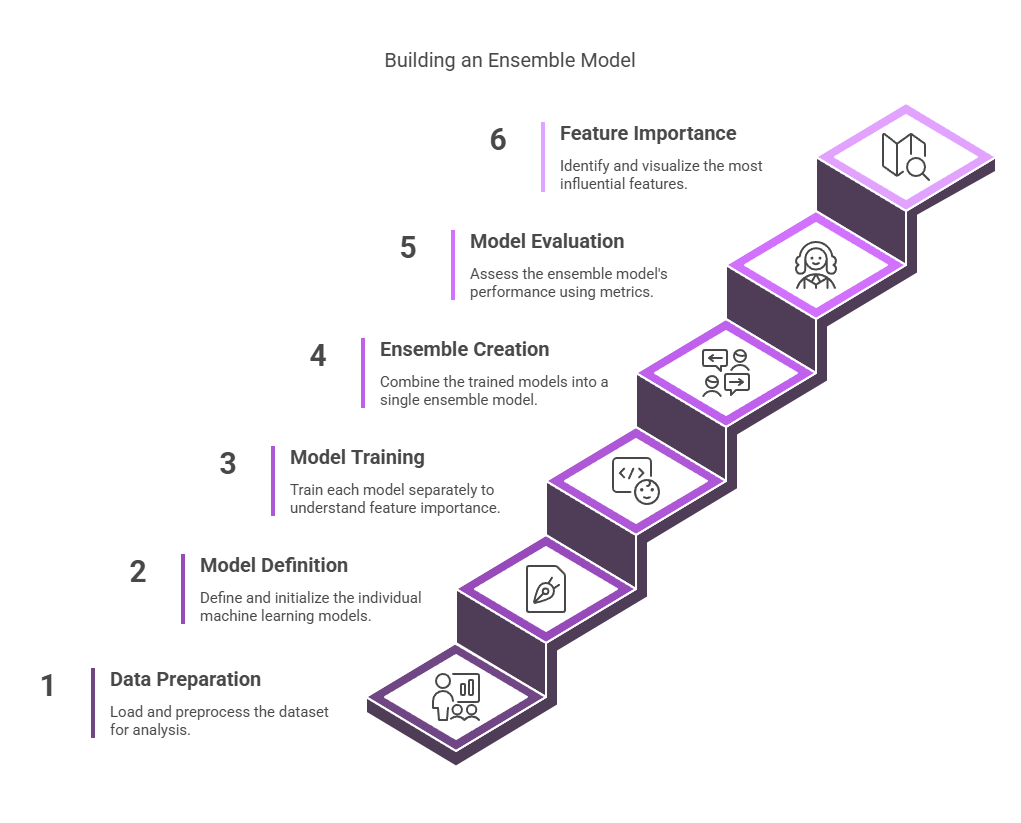 Building an Ensemble Model
6
Feature Importance
Identify and visualize the most
influential features.
5
Model Evaluation
Assess the ensemble model's
performance using metrics.
4
Ensemble Creation
Combine the trained models into a
single ensemble model.
3
Model Training
Train each model separately to
understand feature importance.
2
Model Definition
Define and initialize the individual
machine learning models.
1
Data Preparation
Load and preprocess the dataset
for analysis.